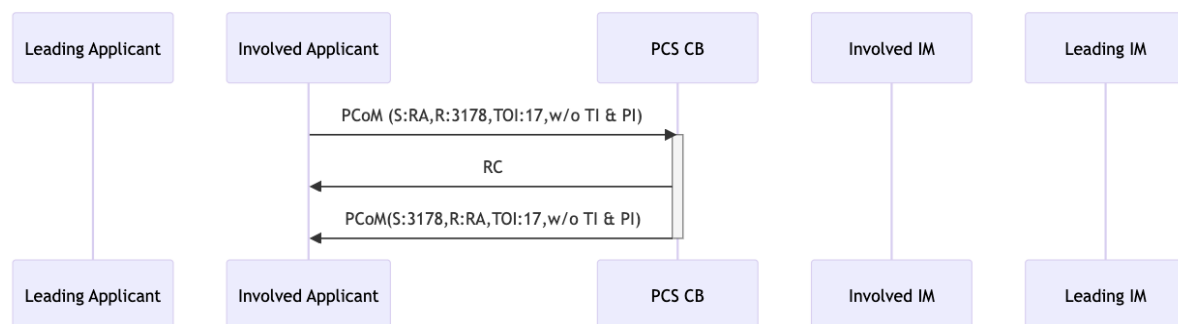 Leading Applicant
Involved Applicant
PCS CB
Involved IM
Leading IM
PCoM (S:RA,R:3178,TOI:17,w/o TI & PI)
RC
PCoM(S:3178,R:RA,TOI:17,w/o TI & PI)
Leading Applicant
Involved Applicant
PCS CB
Involved IM
Leading IM